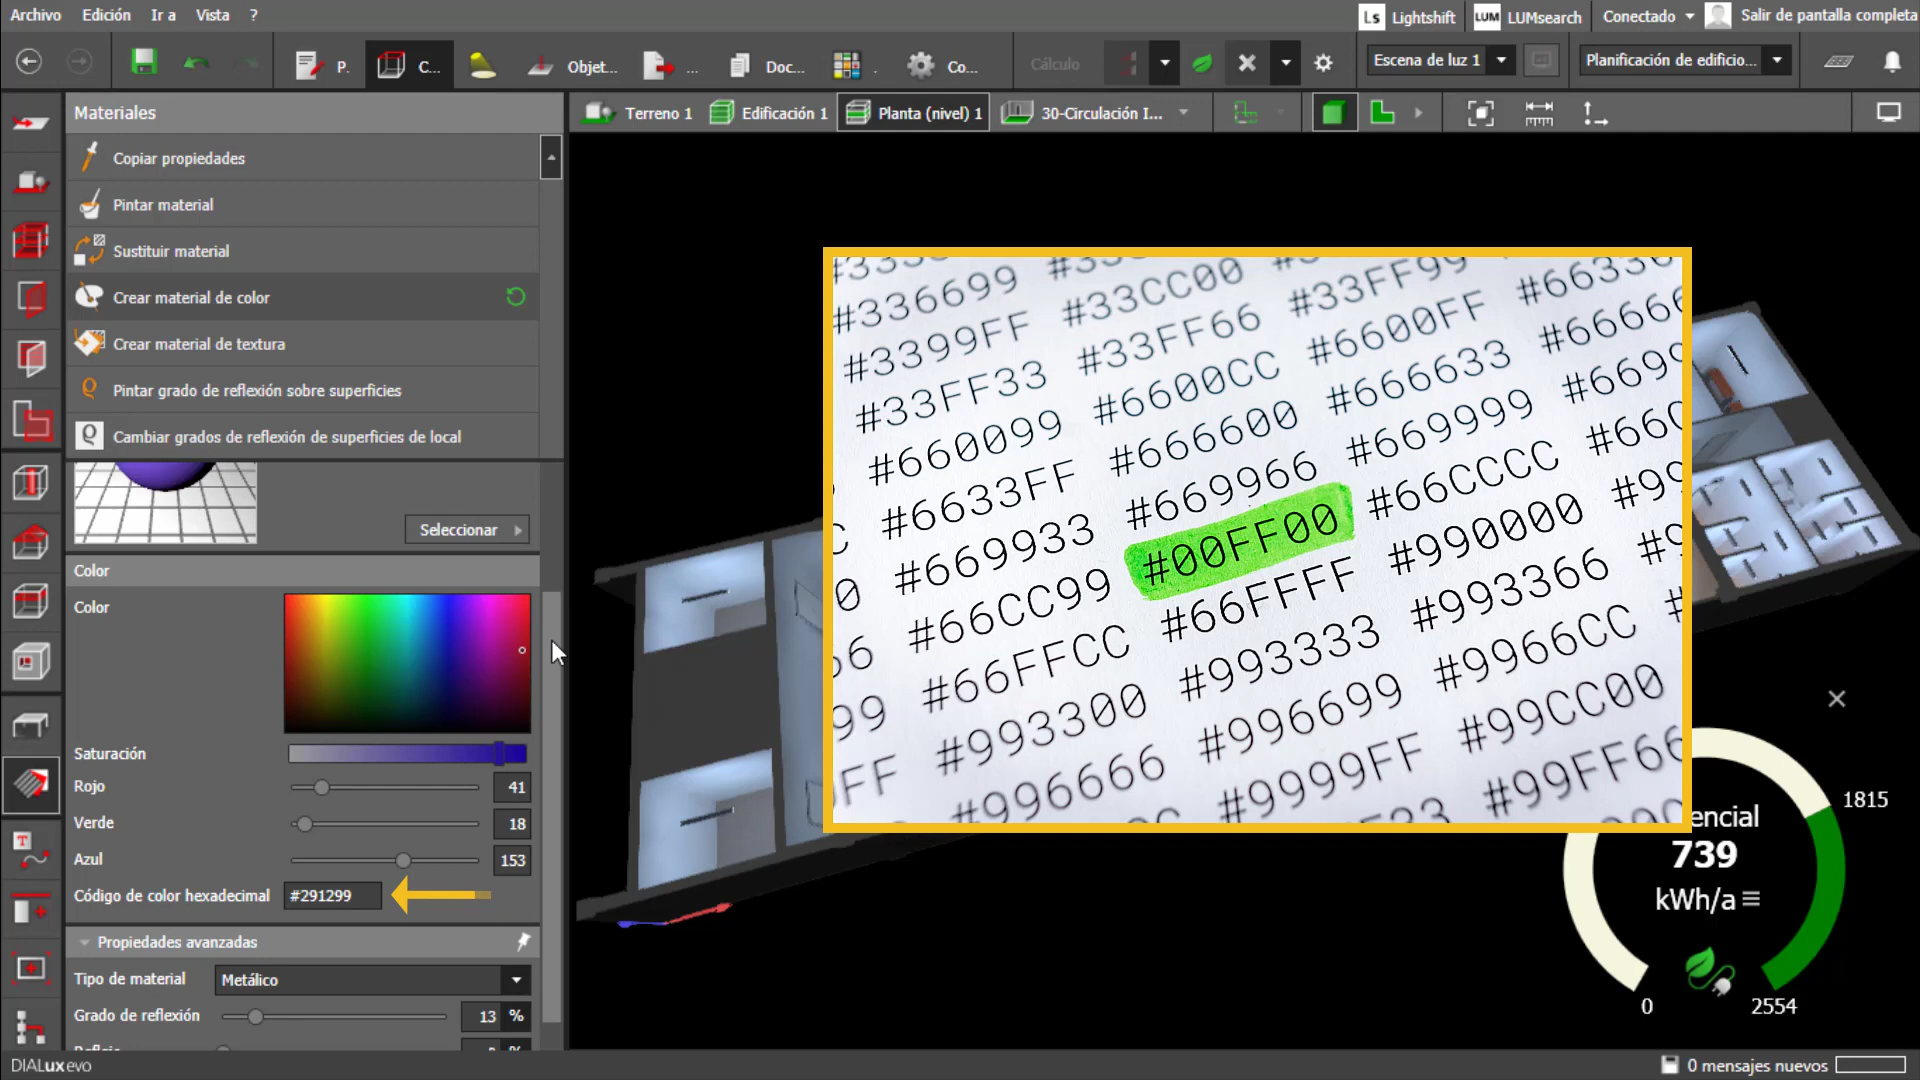 Archivo Edición Ir a Vista ?
Ls Lightshift LUM LUMsearch Conectado Salir de pantalla completa
P. C... Objet... ... Doc... . Co... Cálculo Escena de luz 1 Planificación de edificio...
Materiales
Terreno 1 Edificación 1 Planta (nivel) 1 30-Circulación I...
Copiar propiedades
Pintar material
Sustituir material
Crear material de color
Crear material de textura
Pintar grado de reflexión sobre superficies
Cambiar grados de reflexión de superficies de local
Seleccionar
Color
Color
Saturación
Rojo 41
Verde 18
Azul 153
Código de color hexadecimal #291299
Propiedades avanzadas
Tipo de material Metálico
Grado de reflexión 13 %
#336699 #33CC00 #33FF99
#3399FF #33FF66 #6600FF
#33FF33 #6600CC #666633
#660099 #666600 #669999
#6633FF #669966 #66CCCC
#669933 #00FF00 #990000
#66CC99 #66FFFF #993366
#66FFCC #993333 #9966CC
#993300 #996699 #99CC00
#996666 #9999FF #99FF66
encial
739
kWh/a
1815
0 2554
DIALux evo
0 mensajes nuevos